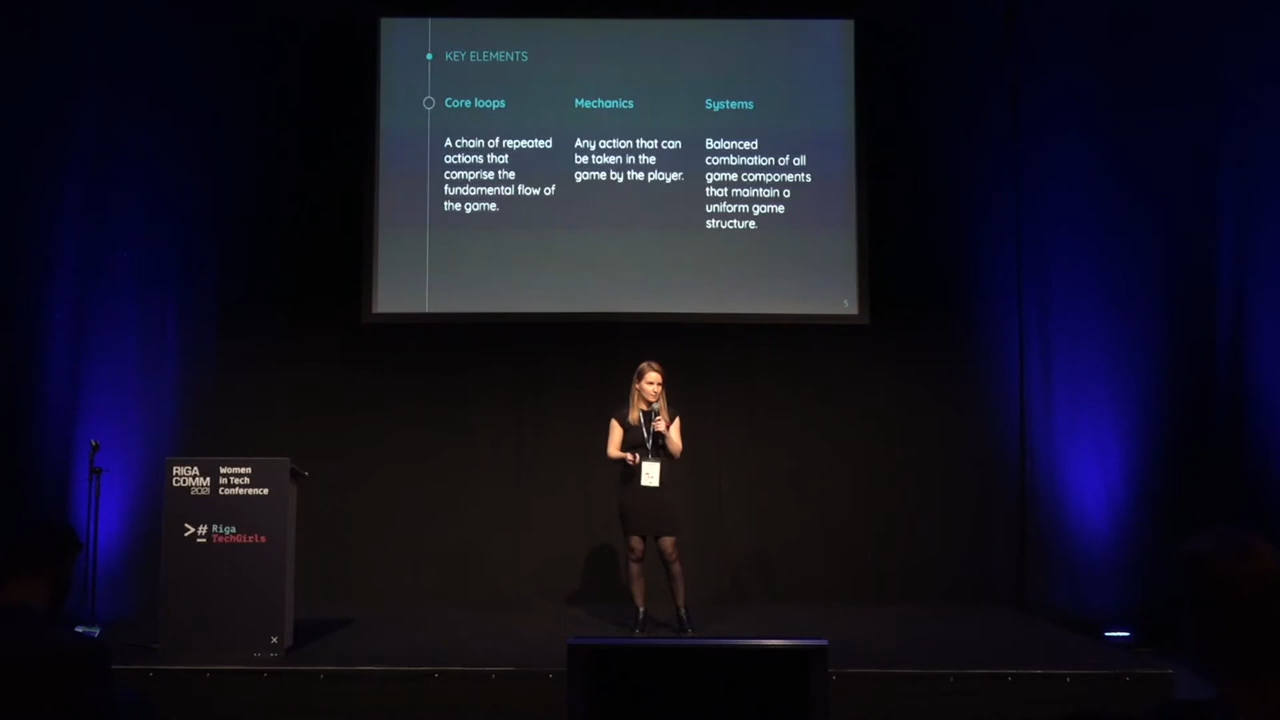 KEY ELEMENTS
Core loops
A chain of repeated
actions that
comprise the
fundamental flow of
the game.
Mechanics
Any action that can
be taken in the
game by the player.
Systems
Balanced
combination of all
game components
that maintain a
uniform game
structure.
5
RIGA
COMM
2021
Women
in Tech
Conference
>_# Riga
TechGirls